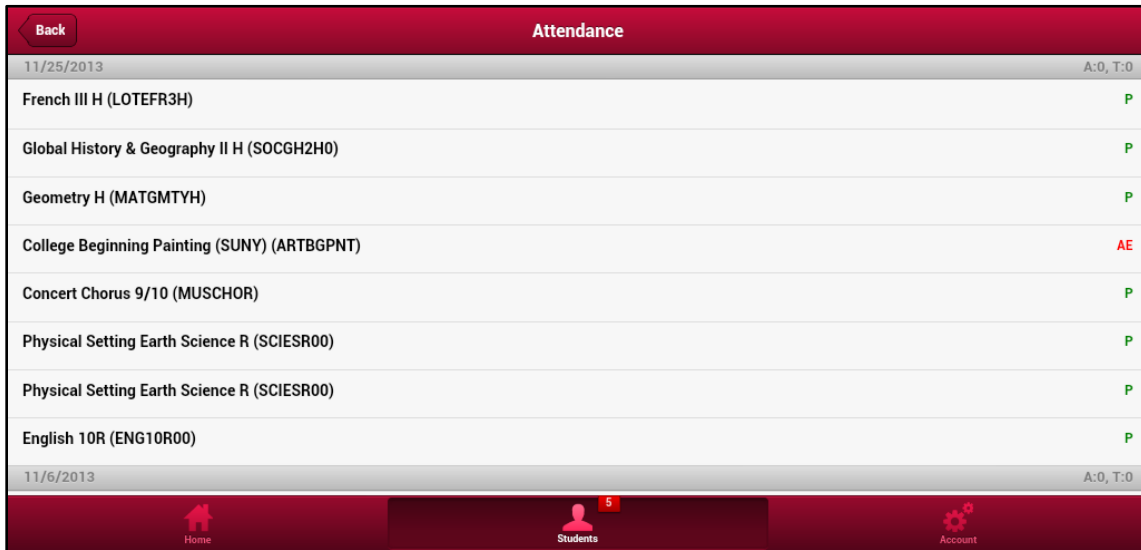 Back
Attendance
11/25/2013 A:0, T:0
French III H (LOTEFR3H) P
Global History & Geography II H (SOCGH2H0) P
Geometry H (MATGMTYH) P
College Beginning Painting (SUNY) (ARTBGPNT) AE
Concert Chorus 9/10 (MUSCHOR) P
Physical Setting Earth Science R (SCIESR00) P
Physical Setting Earth Science R (SCIESR00) P
English 10R (ENG10R00) P
11/6/2013 A:0, T:0
5
Home Students Account